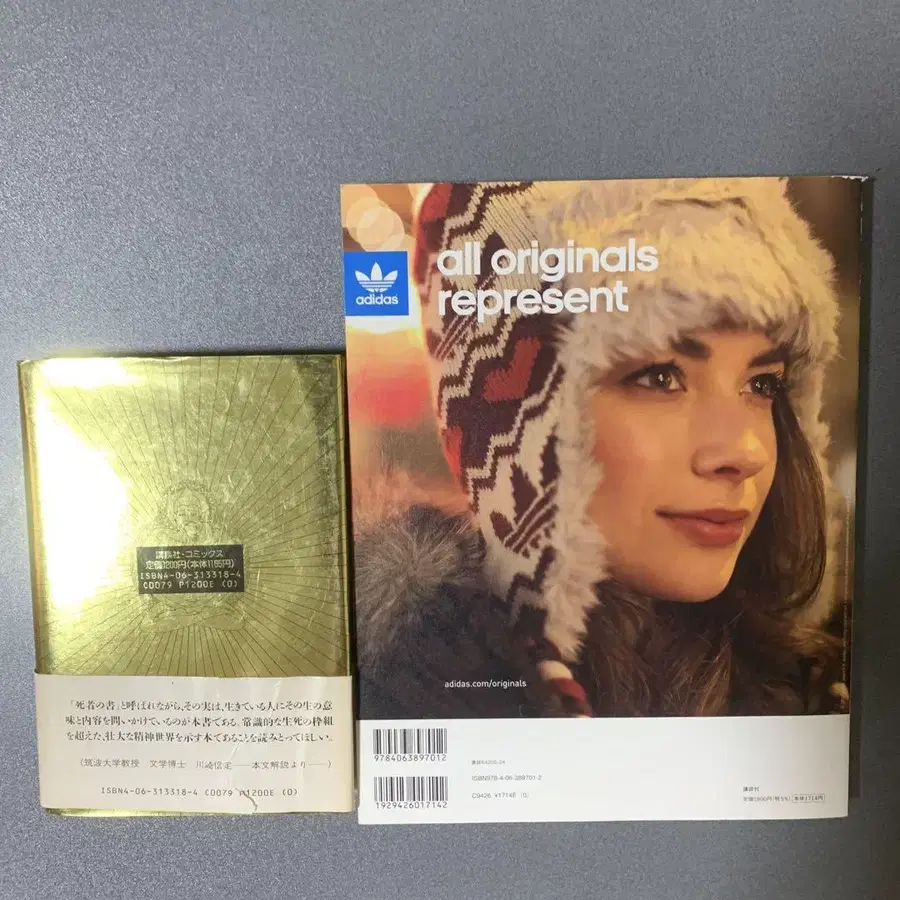 講談社・コミックス
定価1200円(本体1165円)
ISBN4-06-313318-4
C0079 P1200E (0)
「死者の書」と呼ばれながら、その実は、生きている人にその生の意
味と内容を問いかけているのが本書である。常識的な生死の枠組
を超えた、壮大な精神世界を示す本であることを読みとってほしい。
(筑波大学教授 文学博士 川崎信定——本文解説より——)
ISBN4-06-313318-4 C0079 P1200E (0)
all originals
represent
adidas
adidas.com/originals
9784063897012
1929426017142
ISBN978-4-06-389701-2
C9426 ¥1714E (0)
講談社